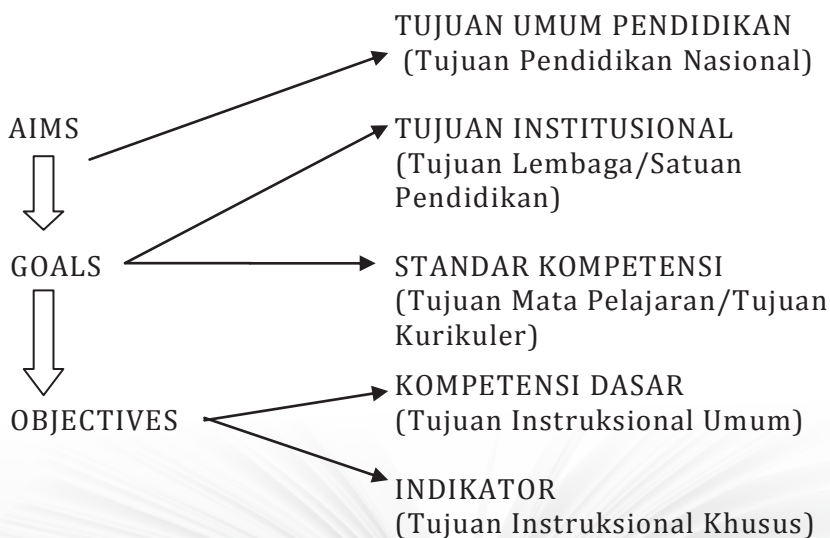 TUJUAN UMUM PENDIDIKAN
(Tujuan Pendidikan Nasional)
AIMS
TUJUAN INSTITUSIONAL
(Tujuan Lembaga/Satuan
Pendidikan)
GOALS
STANDAR KOMPETENSI
(Tujuan Mata Pelajaran/Tujuan
Kurikuler)
KOMPETENSI DASAR
OBJECTIVES
(Tujuan Instruksional Umum)
INDIKATOR
(Tujuan Instruksional Khusus)